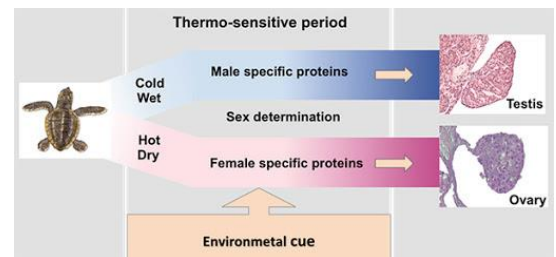 Thermo-sensitive period
Cold
Wet
Male specific proteins
Testis
Sex determination
Hot
Dry
Female specific proteins
Ovary
Environmetal cue